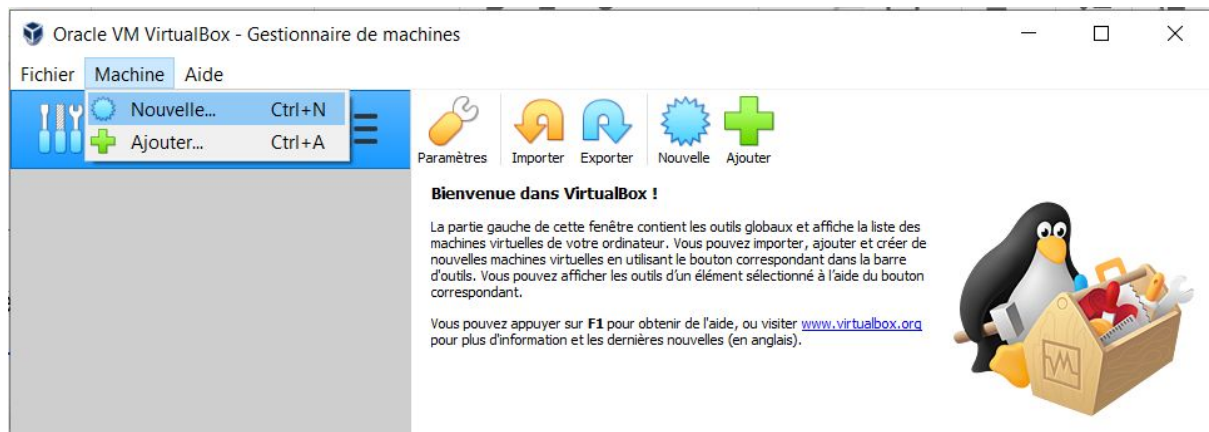 Oracle VM VirtualBox - Gestionnaire de machines
Fichier Machine Aide
Nouvelle... Ctrl+N
Ajouter... Ctrl+A
Paramètres Importer Exporter Nouvelle Ajouter
Bienvenue dans VirtualBox !
La partie gauche de cette fenêtre contient les outils globaux et affiche la liste des
machines virtuelles de votre ordinateur. Vous pouvez importer, ajouter et créer de
nouvelles machines virtuelles en utilisant le bouton correspondant dans la barre
d'outils. Vous pouvez afficher les outils d'un élément sélectionné à l'aide du bouton
correspondant.
Vous pouvez appuyer sur F1 pour obtenir de l'aide, ou visiter www.virtualbox.org
pour plus d'information et les dernières nouvelles (en anglais).